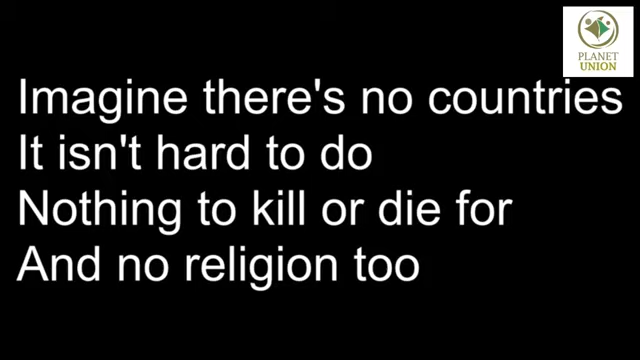 PLANET
UNION
Imagine there's no countries
It isn't hard to do
Nothing to kill or die for
And no religion too